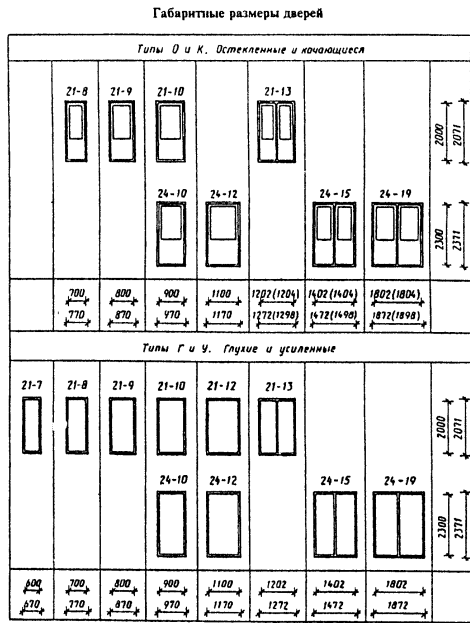 Габаритные размеры дверей
Типы О и К. Остекленные и качающиеся
21-8 21-9 21-10 21-13
2000 2071
24-10 24-12 24-15 24-19
2300 2371
700 800 900 1100 1202(1204) 1402(1404) 1802(1804)
770 870 970 1170 1272(1298) 1472(1498) 1872(1898)
Типы Г и У. Глухие и усиленные
21-7 21-8 21-9 21-10 21-12 21-13
2000 2071
24-10 24-12 24-15 24-19
2300 2371
600 700 800 900 1100 1202 1402 1802
670 770 870 970 1170 1272 1472 1872